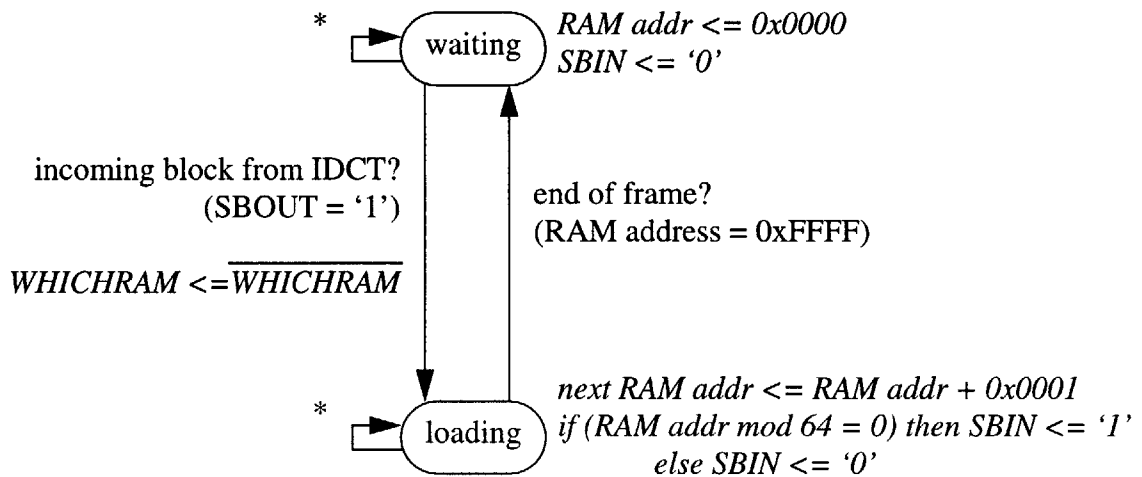 *
waiting
RAM addr <= 0x0000
SBIN <= ‘0’
incoming block from IDCT?
(SBOUT = ‘1’)
WHICHRAM <= W̅H̅I̅C̅H̅R̅A̅M̅
end of frame?
(RAM address = 0xFFFF)
*
loading
next RAM addr <= RAM addr + 0x0001
if (RAM addr mod 64 = 0) then SBIN <= ‘1’
else SBIN <= ‘0’